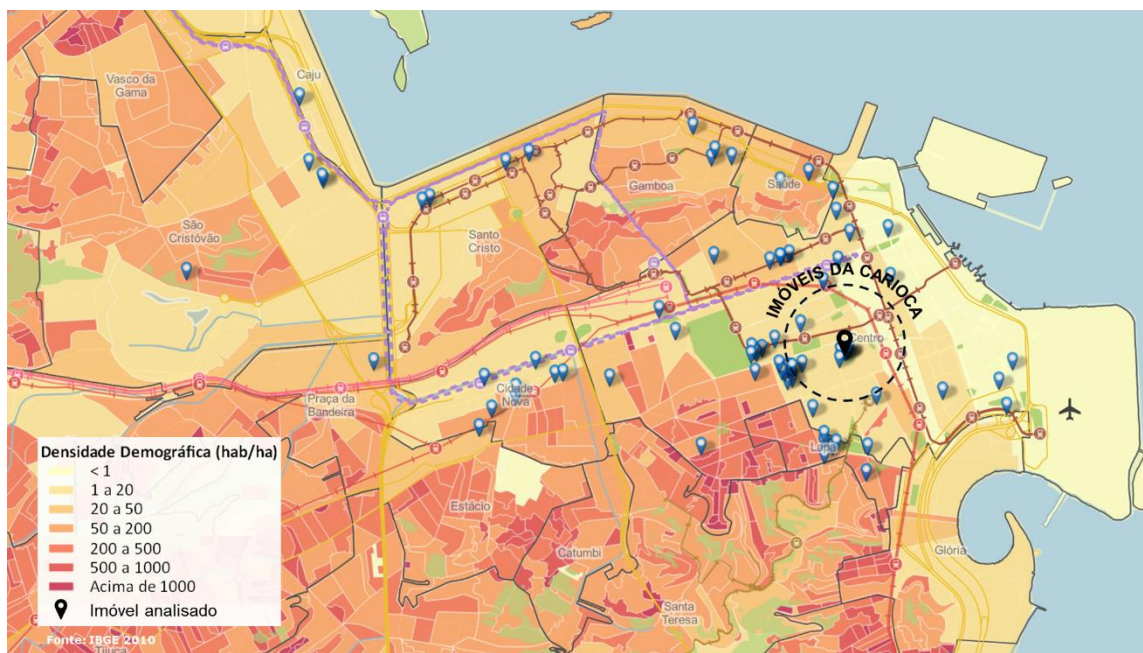 Vasco da
Gama
Caju
São
Cristóvão
Santo
Cristo
Gamboa
Saúde
IMÓVEIS DA CARIOCA
Centro
Praça da
Bandeira
Cidade
Nova
Lapa
Estácio
Catumbi
Santa
Teresa
Glória
Tijuca
Densidade Demográfica (hab/ha)
< 1
1 a 20
20 a 50
50 a 200
200 a 500
500 a 1000
Acima de 1000
Imóvel analisado
Fonte: IBGE 2010